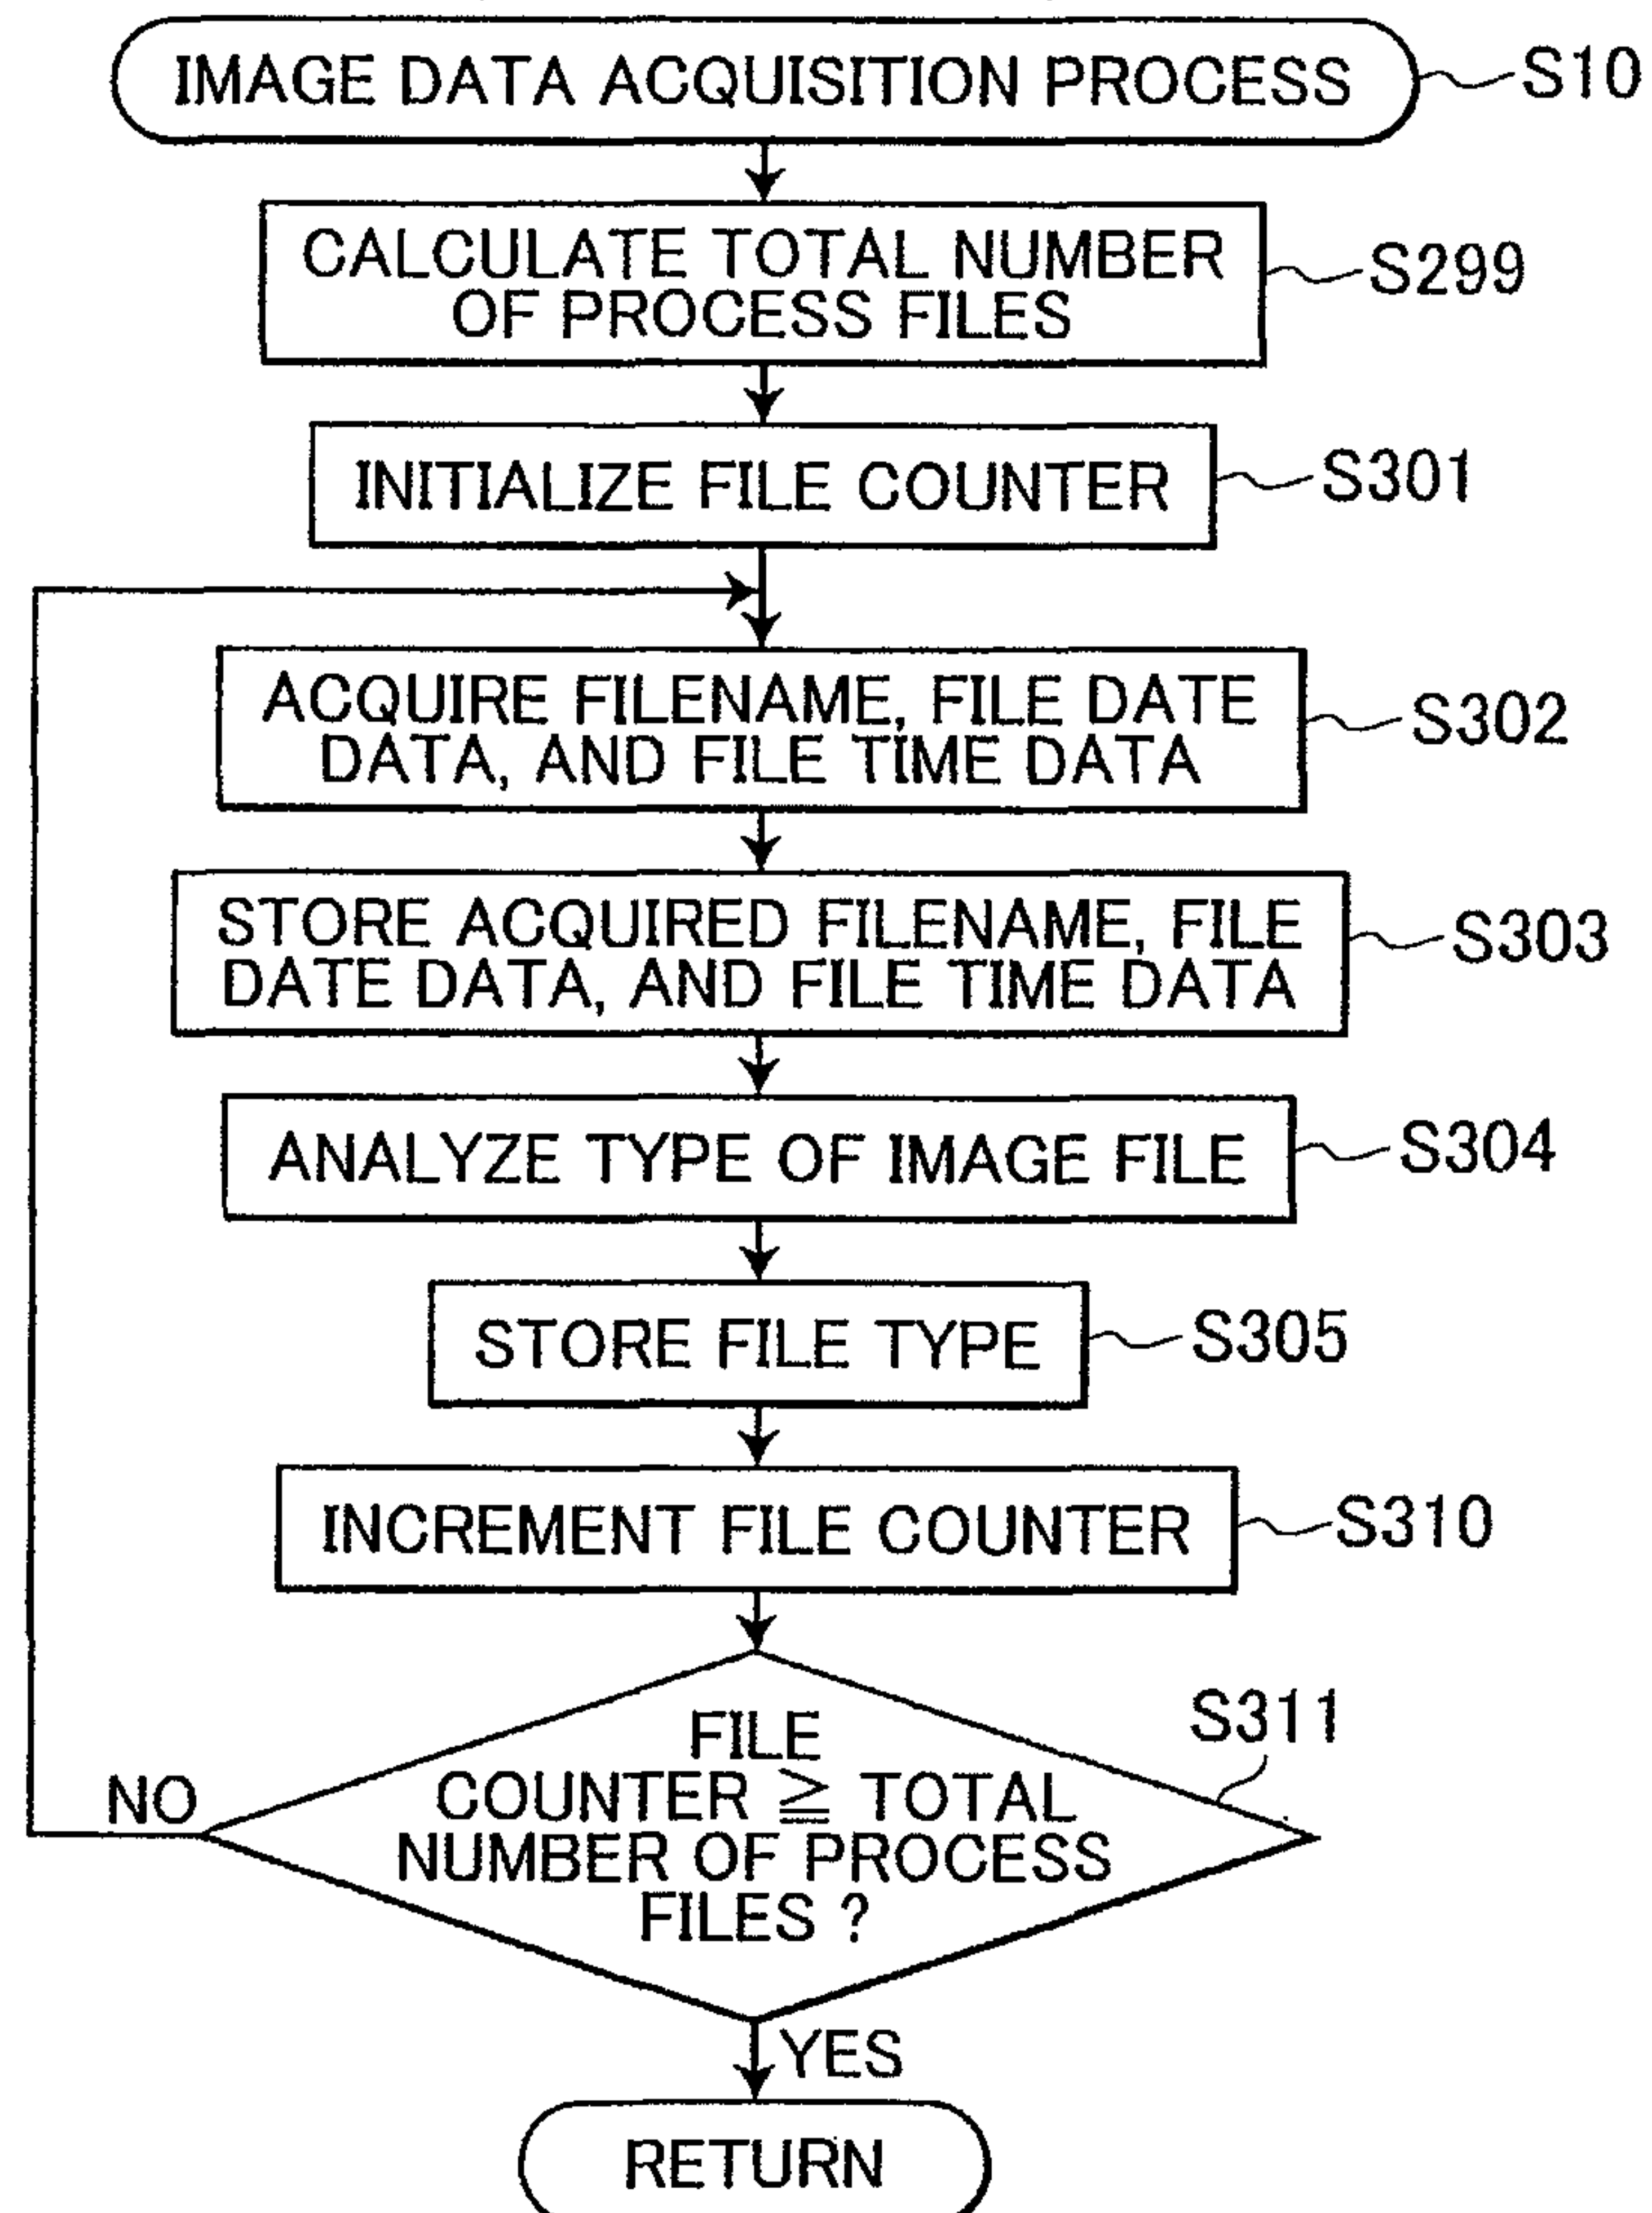 IMAGE DATA ACQUISITION PROCESS
S10
CALCULATE TOTAL NUMBER
OF PROCESS FILES
S299
INITIALIZE FILE COUNTER
S301
ACQUIRE FILENAME, FILE DATE
DATA, AND FILE TIME DATA
S302
STORE ACQUIRED FILENAME, FILE
DATE DATA, AND FILE TIME DATA
S303
ANALYZE TYPE OF IMAGE FILE
S304
STORE FILE TYPE
S305
INCREMENT FILE COUNTER
S310
S311
FILE
COUNTER ≧ TOTAL
NUMBER OF PROCESS
FILES ?
NO
YES
RETURN